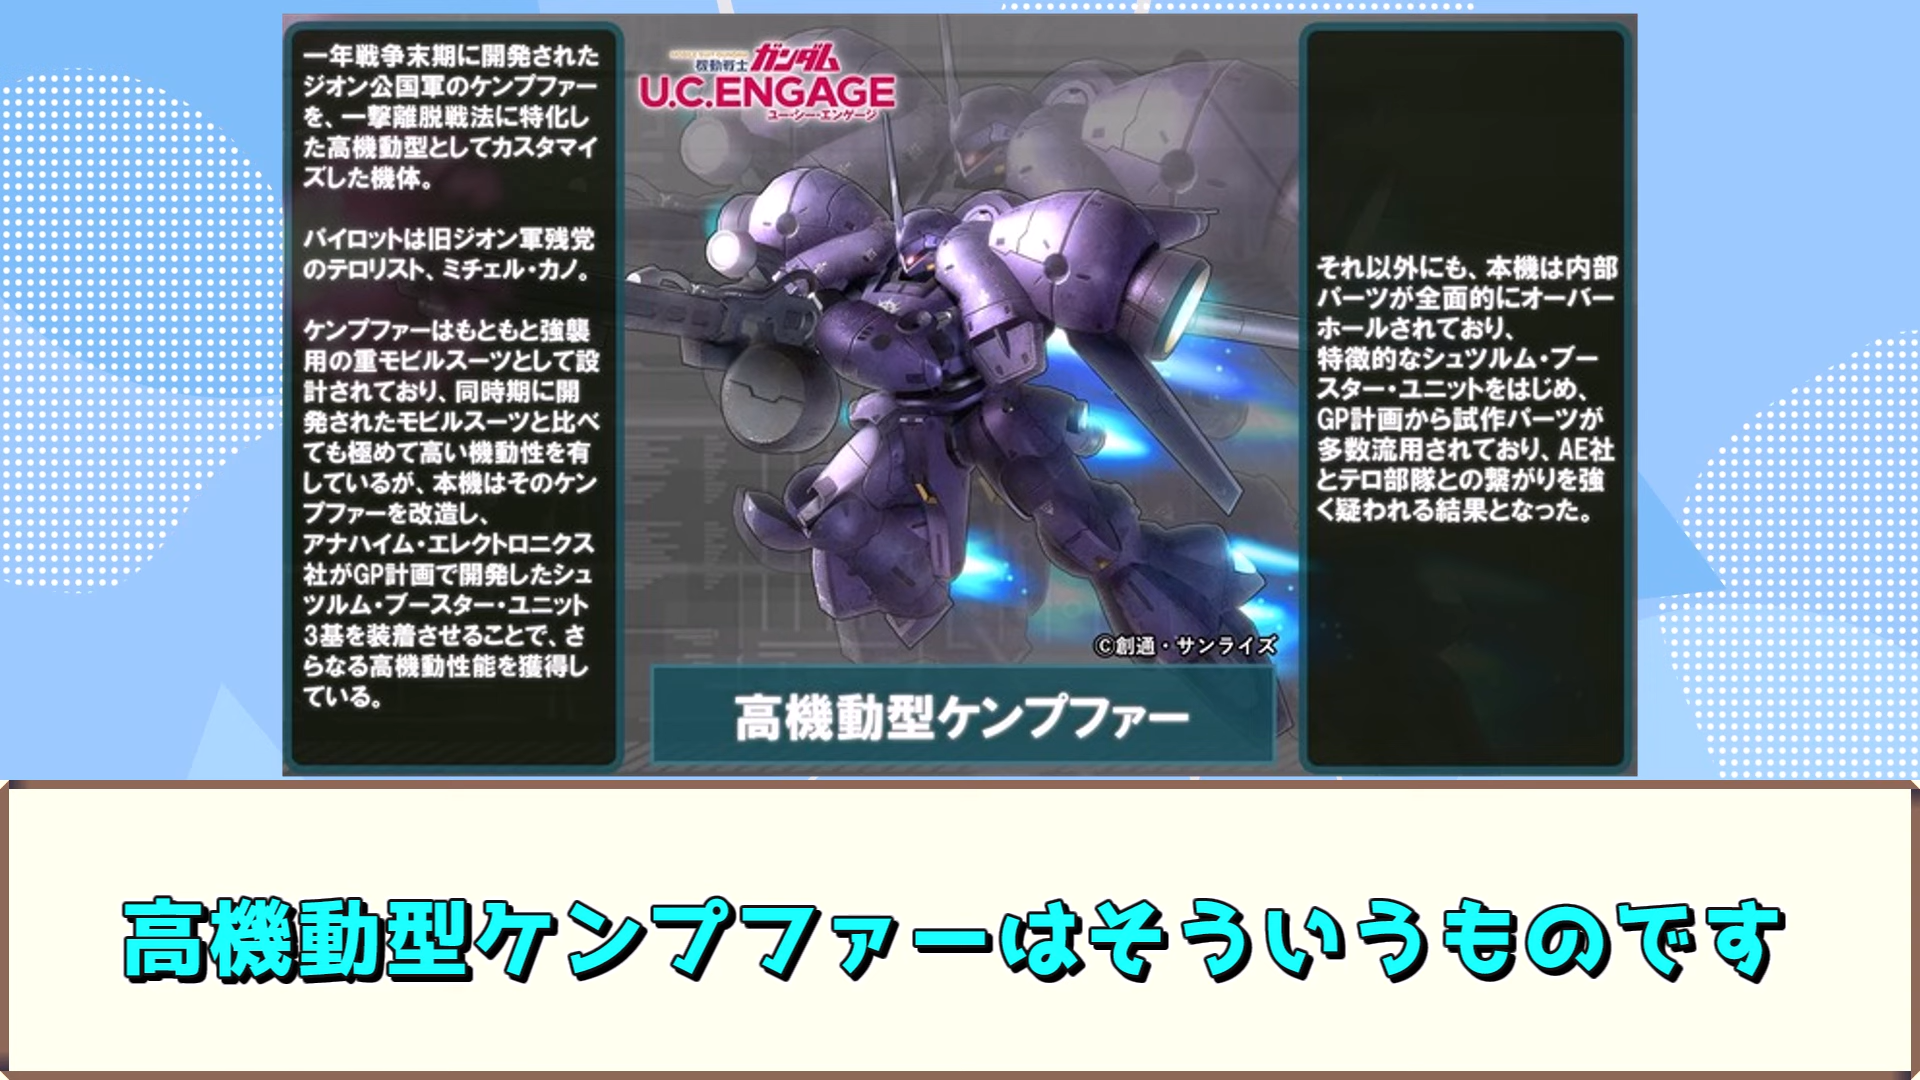 一年戦争末期に開発された
ジオン公国軍のケンプファー
を、一撃離脱戦法に特化し
た高機動型としてカスタマイ
ズした機体。
パイロットは旧ジオン軍残党
のテロリスト、ミチェル・カノ。
ケンプファーはもともと強襲
用の重モビルスーツとして設
計されており、同時期に開
発されたモビルスーツと比べ
ても極めて高い機動性を有
しているが、本機はそのケン
プファーを改造し、
アナハイム・エレクトロニクス
社がGP計画で開発したシュ
ツルム・ブースター・ユニット
3基を装着させることで、さ
らなる高機動性能を獲得し
ている。
MOBILE SUIT GUNDAM
機動戦士ガンダム
U.C.ENGAGE
ユー・シー・エンゲージ
©創通・サンライズ
高機動型ケンプファー
それ以外にも、本機は内部
パーツが全面的にオーバー
ホールされており、
特徴的なシュツルム・ブー
スター・ユニットをはじめ、
GP計画から試作パーツが
多数流用されており、AE社
とテロ部隊との繋がりを強
く疑われる結果となった。
高機動型ケンプファーはそういうものです